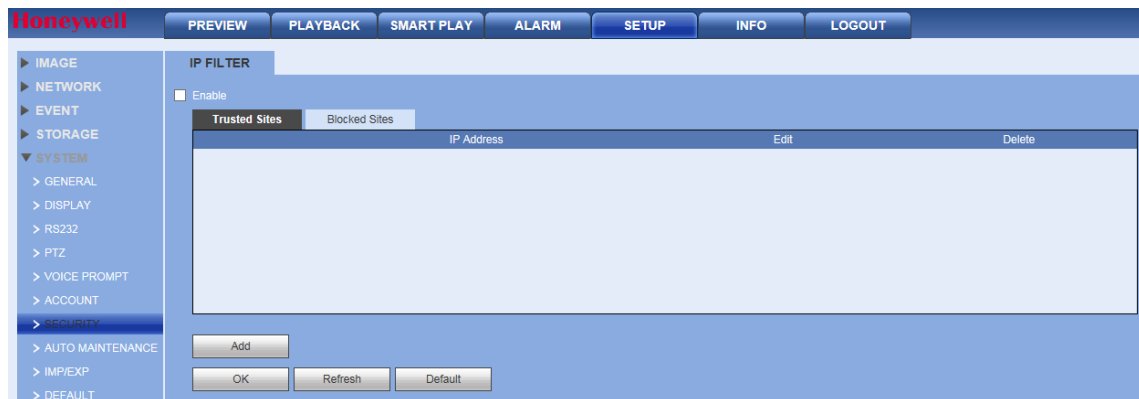 Honeywell
PREVIEW PLAYBACK SMART PLAY ALARM SETUP INFO LOGOUT
IMAGE
NETWORK
EVENT
STORAGE
SYSTEM
> GENERAL
> DISPLAY
> RS232
> PTZ
> VOICE PROMPT
> ACCOUNT
> SECURITY
> AUTO MAINTENANCE
> IMP/EXP
> DEFAULT
IP FILTER
Enable
Trusted Sites Blocked Sites
IP Address Edit Delete
Add
OK Refresh Default